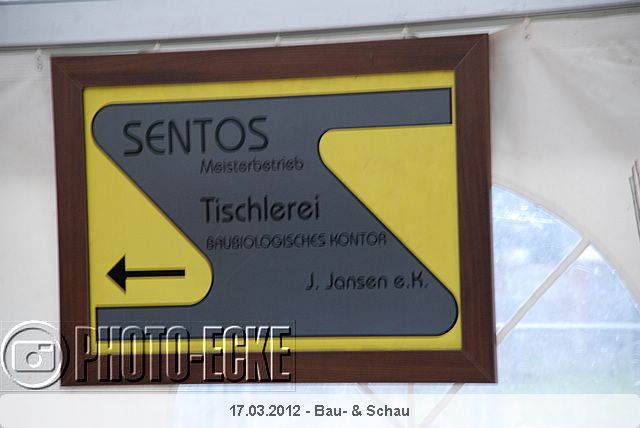 SENTOS
Meisterbetrieb
Tischlerei
BAUBIOLOGISCHES KONTOR
J. Jansen e.K.
PHOTO-ECKE
17.03.2012 - Bau- & Schau